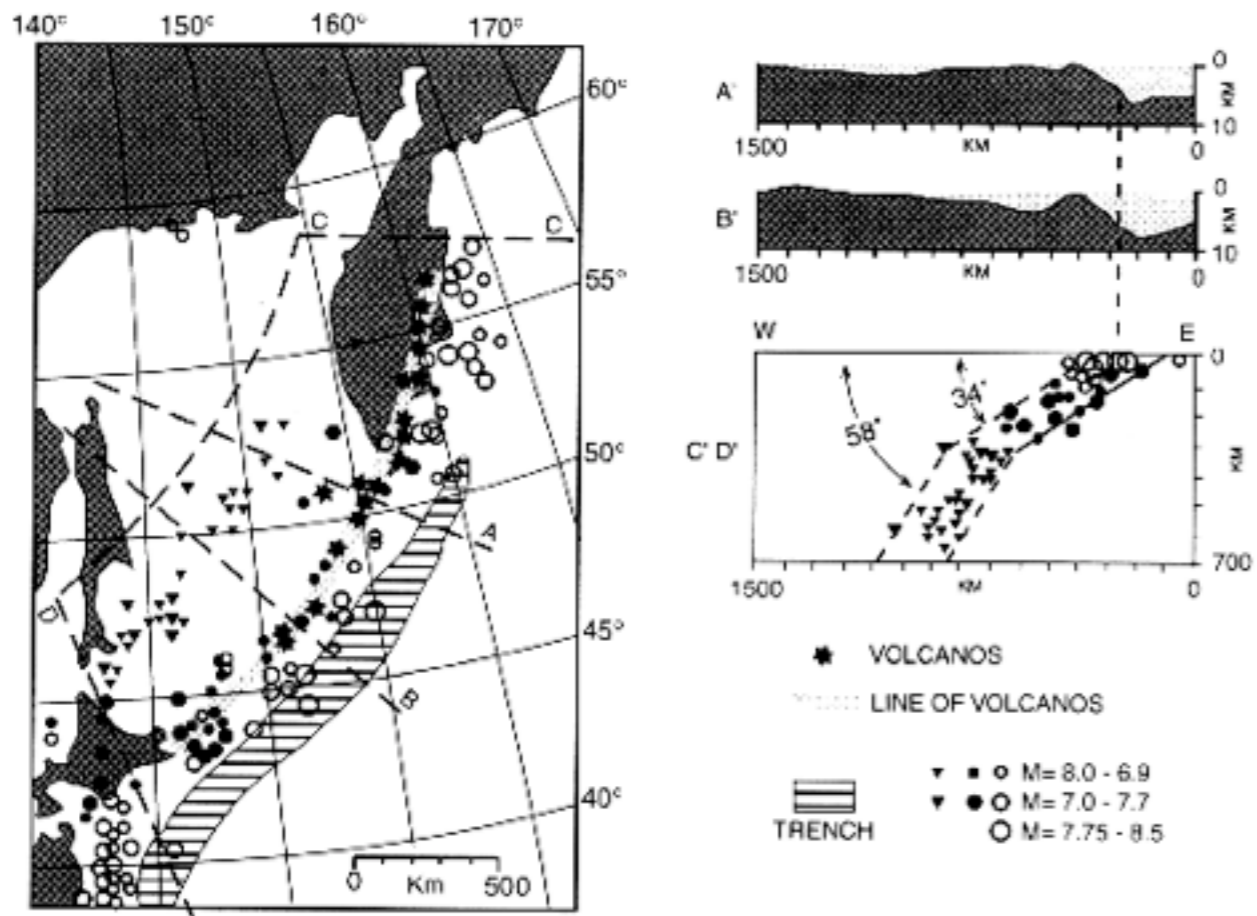 140° 150° 160° 170°
60°
55°
50°
45°
40°
C C
A
B
D
0 Km 500
A' 0 KM 10
1500 KM 0
B' 0 KM 10
1500 KM 0
W E
C' D' 58° 34° 0 KM 700
1500 KM 0
VOLCANOS
LINE OF VOLCANOS
TRENCH
M= 8.0 - 6.9
M= 7.0 - 7.7
M= 7.75 - 8.5